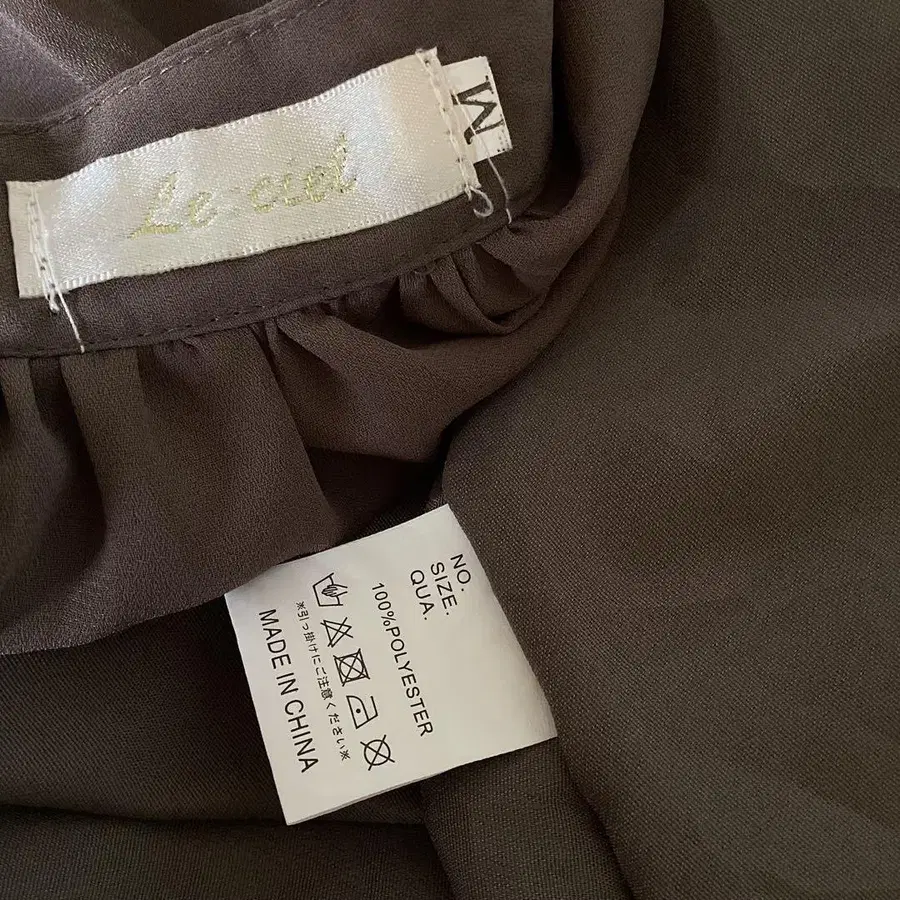 Le ciel
M
NO.
SIZE.
QUA.
100%POLYESTER
※引っ掛けにご注意ください※
MADE IN CHINA